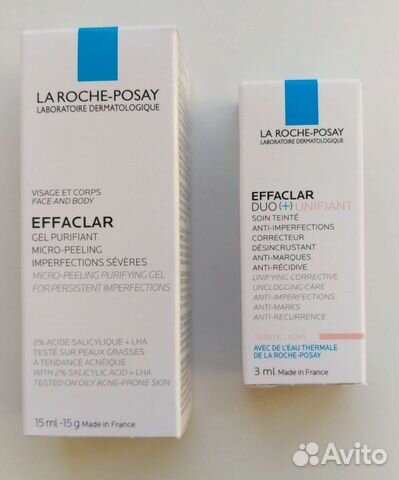 LA ROCHE-POSAY
LABORATOIRE DERMATOLOGIQUE
VISAGE ET CORPS
FACE AND BODY
EFFACLAR
GEL PURIFIANT
MICRO-PEELING
IMPERFECTIONS SÉVÈRES
MICRO-PEELING PURIFYING GEL
FOR PERSISTENT IMPERFECTIONS
2% ACIDE SALICYLIQUE + LHA
TESTÉ SUR PEAUX GRASSES
À TENDANCE ACNÉIQUE
WITH 2% SALICYLIC ACID + LHA
TESTED ON OILY ACNE-PRONE SKIN
15 ml - 15 g Made in France
LA ROCHE-POSAY
LABORATOIRE DERMATOLOGIQUE
EFFACLAR
DUO (+) UNIFIANT
SOIN TEINTÉ
ANTI-IMPERFECTIONS
CORRECTEUR
DÉSINCRUSTANT
ANTI-MARQUES
ANTI-RÉCIDIVE
UNIFYING CORRECTIVE
UNCLOGGING CARE
ANTI-IMPERFECTIONS
ANTI-MARKS
ANTI-RECURRENCE
TEINTE LIGHT
AVEC DE L'EAU THERMALE
DE LA ROCHE-POSAY
3 ml Made in France
Avito